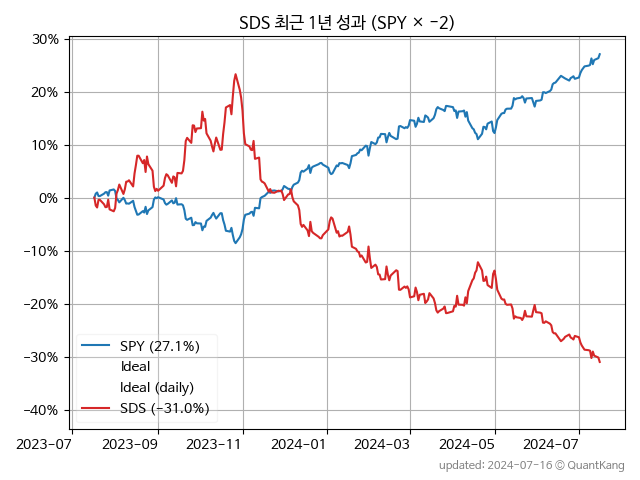 SDS 최근 1년 성과 (SPY × −2)
30%
20%
10%
0%
−10%
−20%
−30%
−40%
SPY (27.1%)
Ideal
Ideal (daily)
SDS (−31.0%)
2023-07
2023-09
2023-11
2024-01
2024-03
2024-05
2024-07
updated: 2024-07-16 © QuantKang